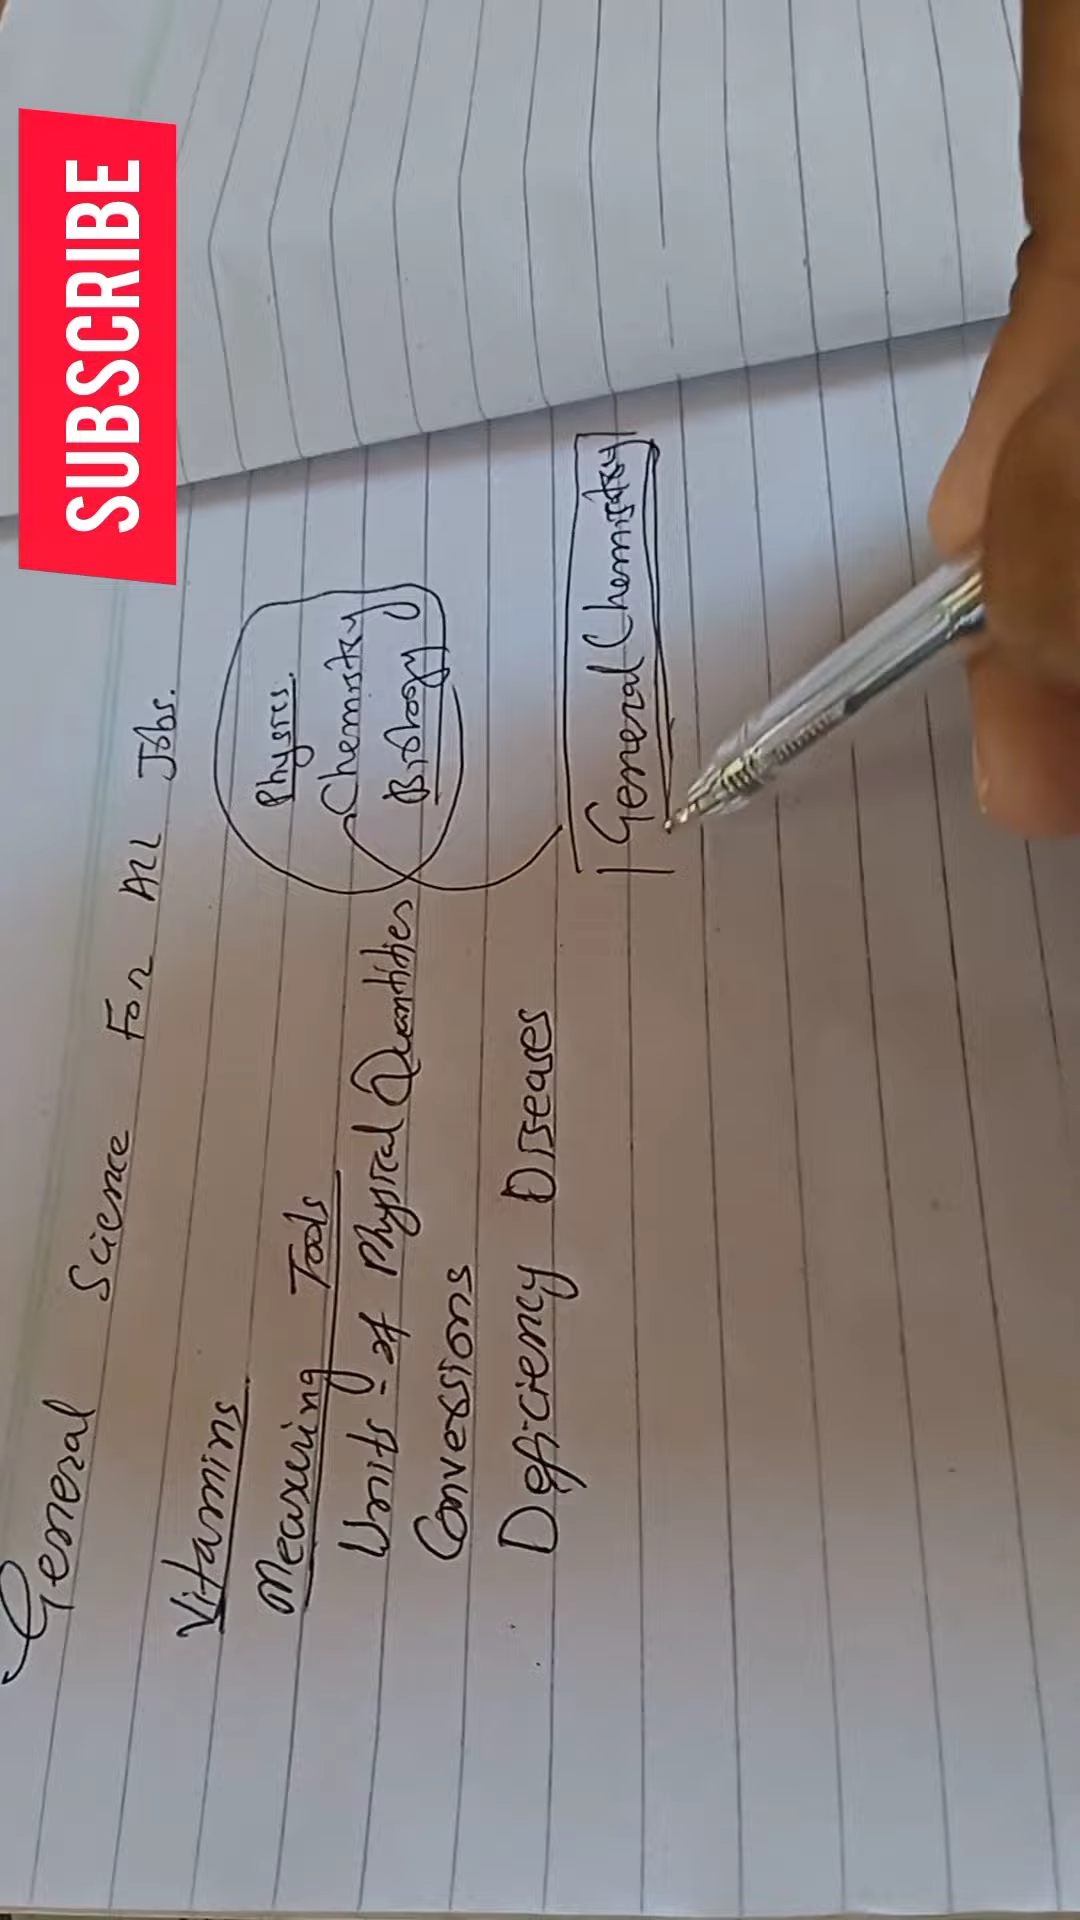 SUBSCRIBE
General Science For All Jobs.
Vitamins
Measuring Tools
Units - of Physical Quantities
Conversions
Deficiency Diseases
Physics
Chemistry
Biology
General Chemistry